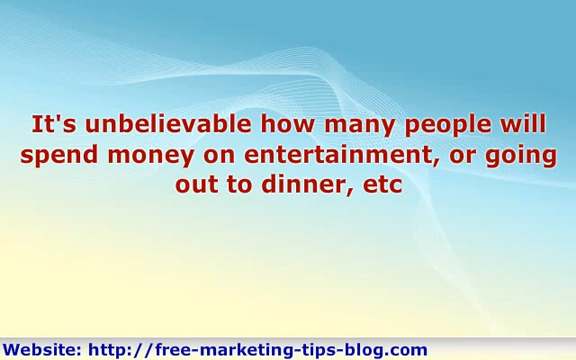 It's unbelievable how many people will
spend money on entertainment, or going
out to dinner, etc
Website: http://free-marketing-tips-blog.com